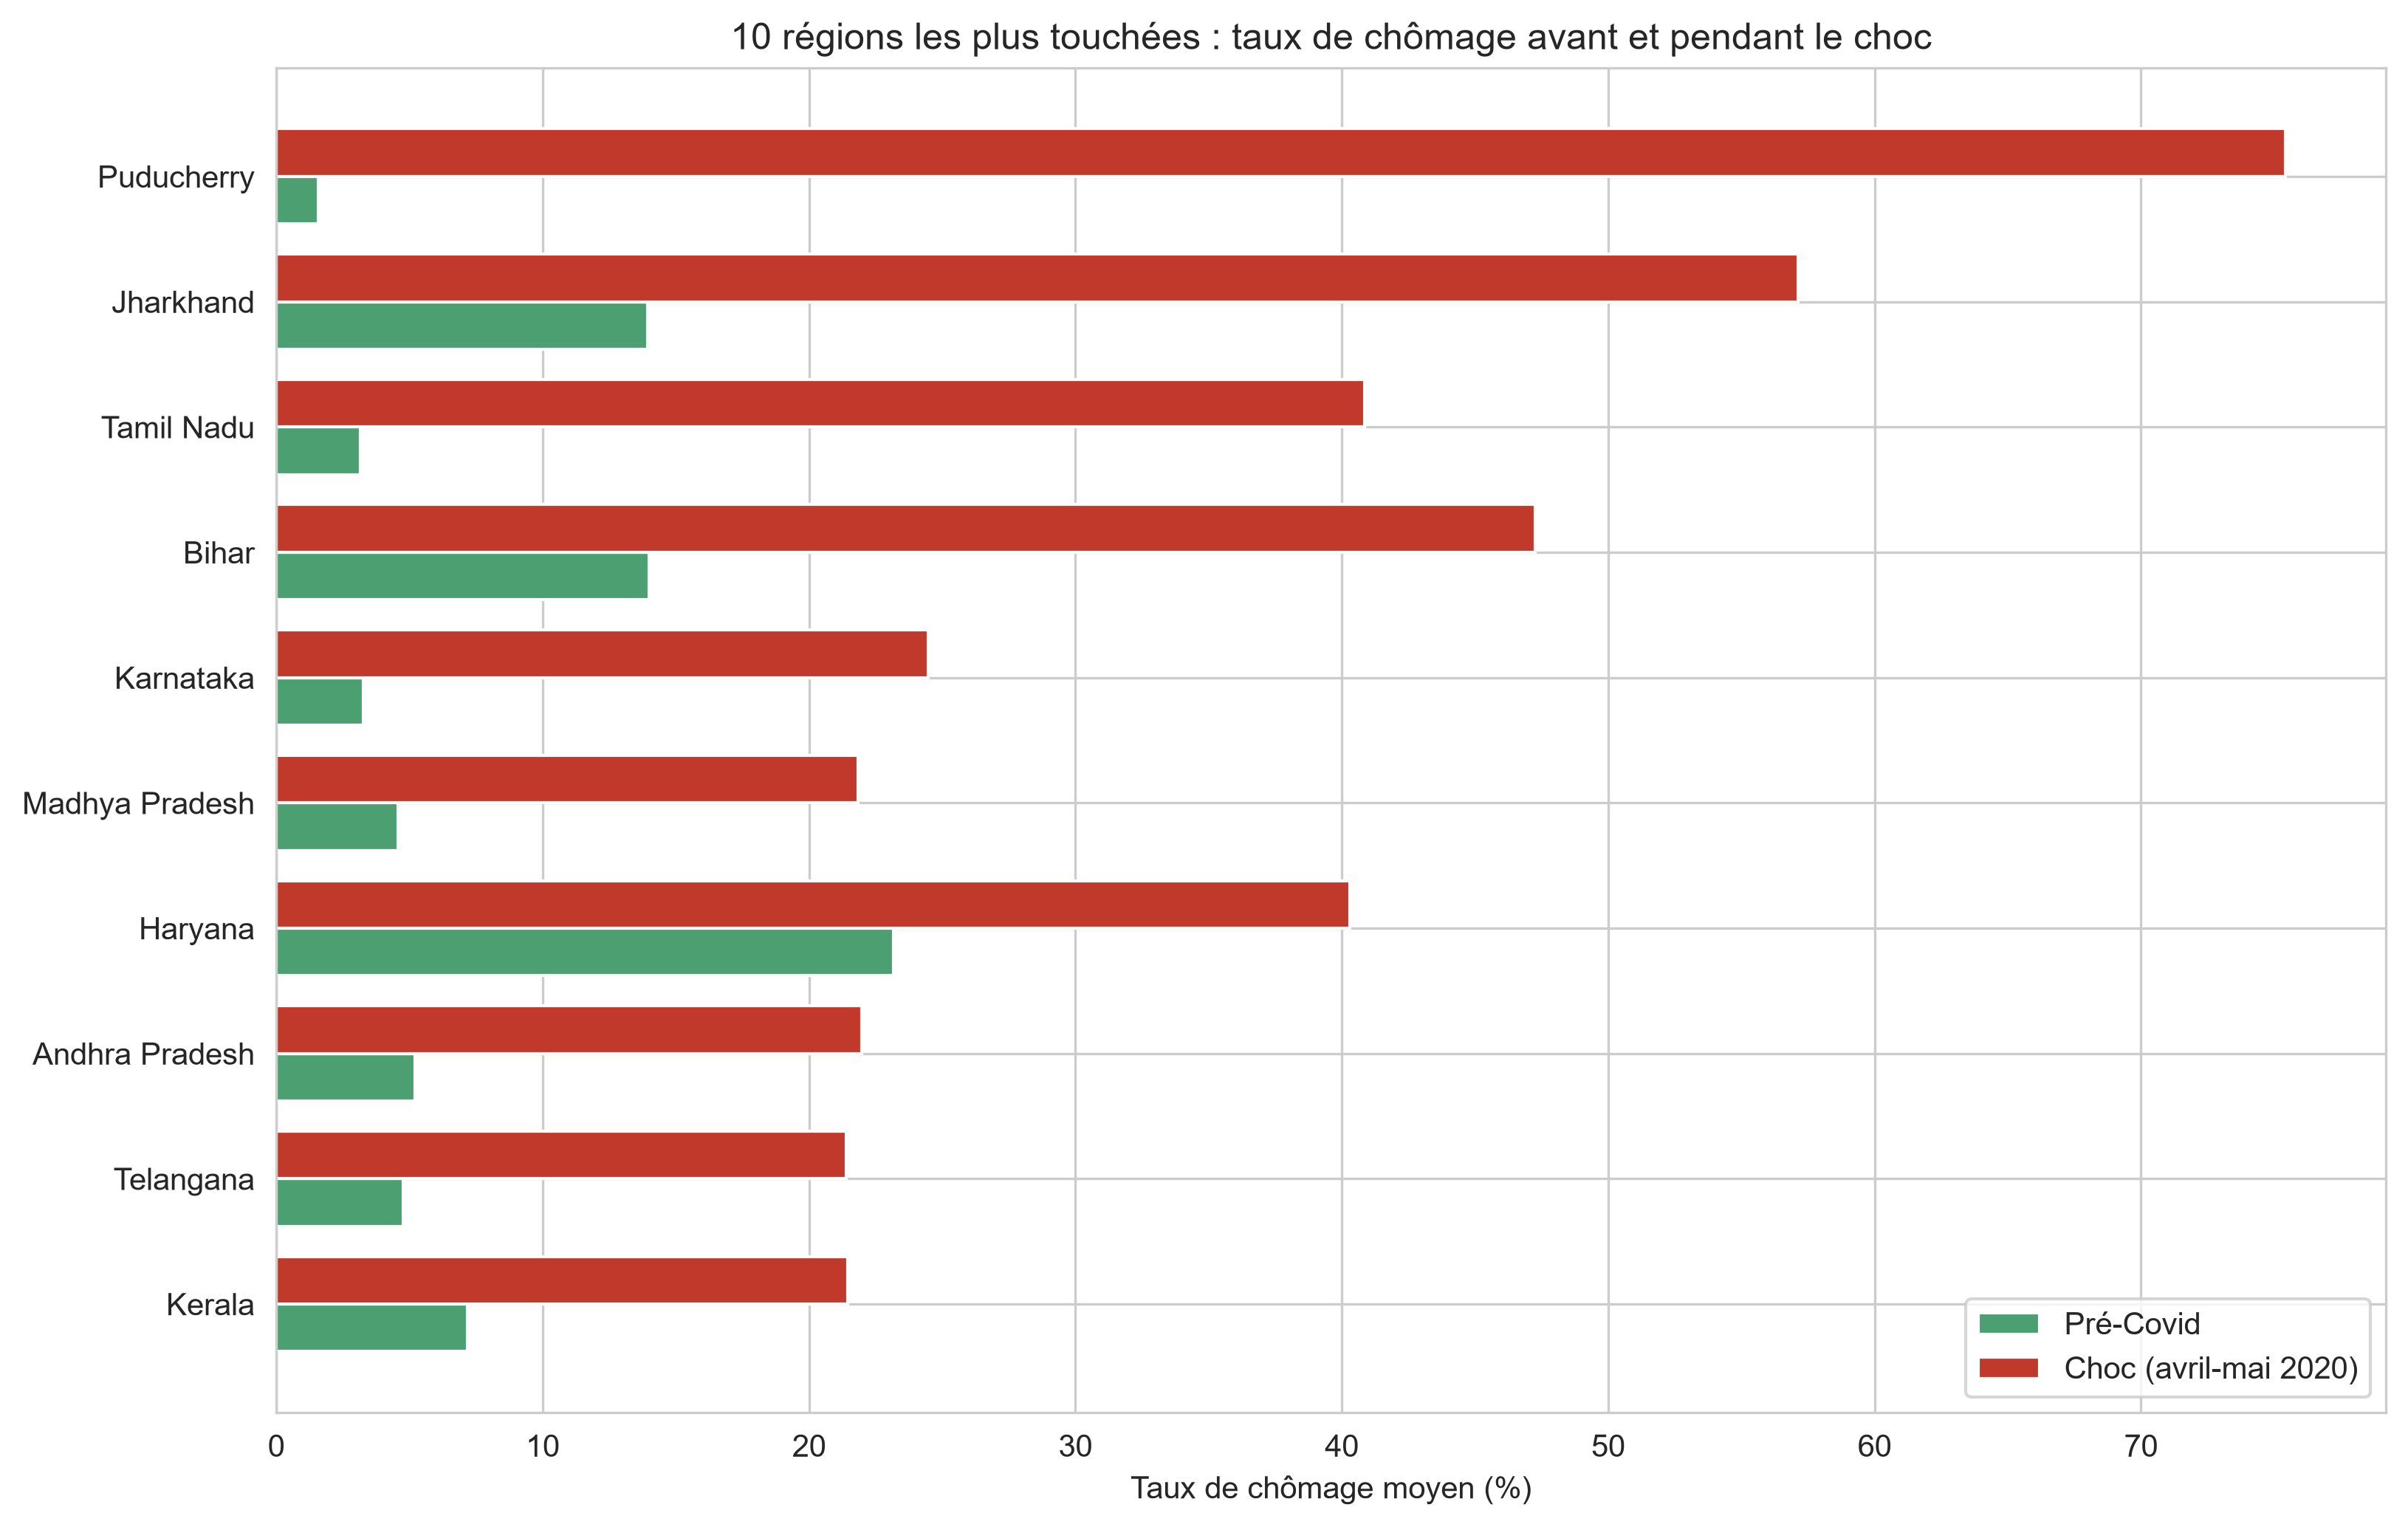 10 régions les plus touchées : taux de chômage avant et pendant le choc
Puducherry
Jharkhand
Tamil Nadu
Bihar
Karnataka
Madhya Pradesh
Haryana
Andhra Pradesh
Telangana
Kerala
Pré-Covid
Choc (avril-mai 2020)
0 10 20 30 40 50 60 70
Taux de chômage moyen (%)